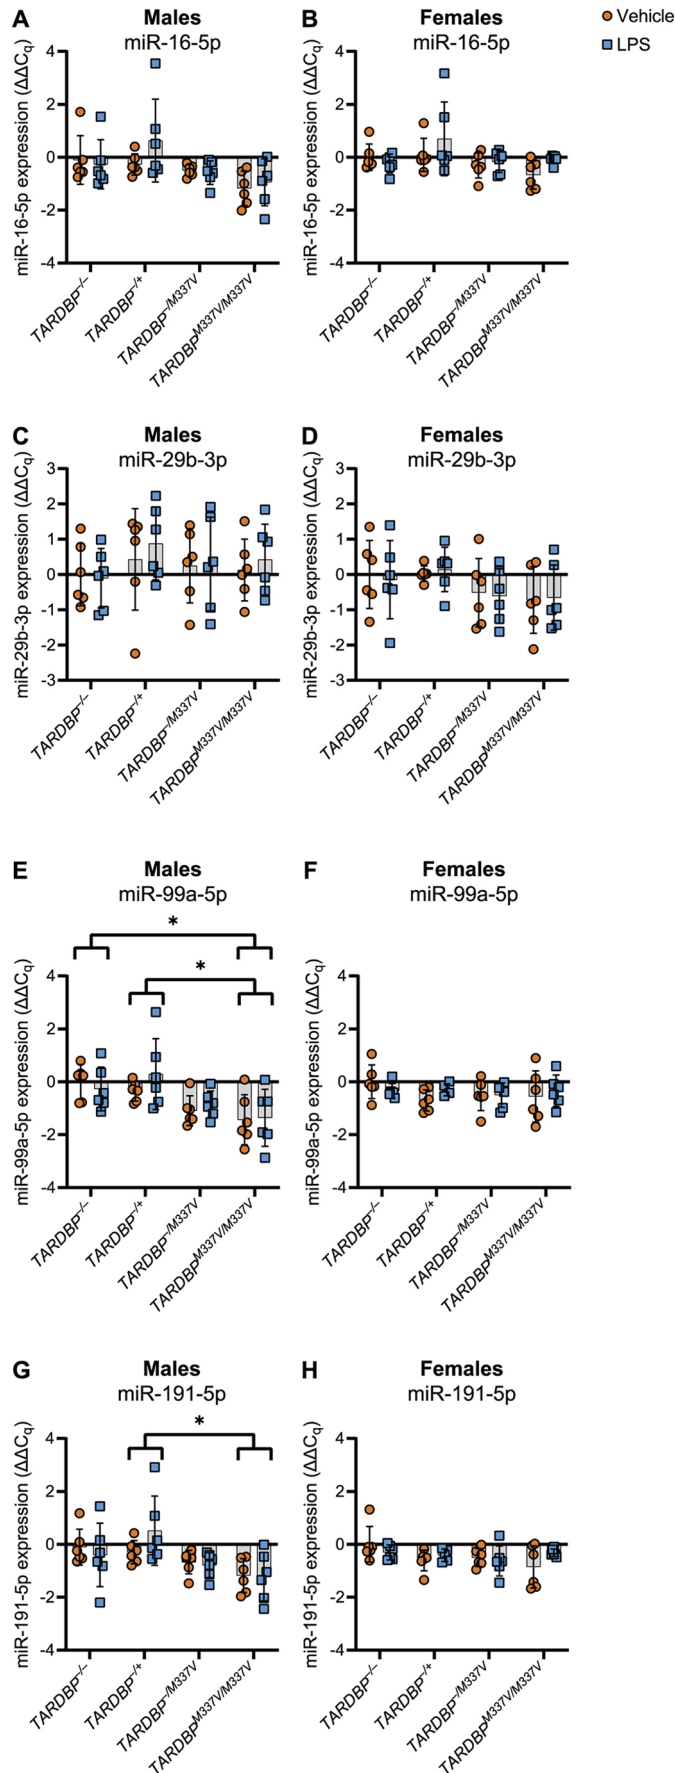 A Males B Females Vehicle
miR-16-5p miR-16-5p LPS
miR-16-5p expression (ΔΔCq)
4
2
0
-2
-4
TARDBP−/− TARDBP−/+ TARDBP−/M337V TARDBPM337V/M337V
miR-16-5p expression (ΔΔCq)
4
2
0
-2
-4
TARDBP−/− TARDBP−/+ TARDBP−/M337V TARDBPM337V/M337V
C Males D Females
miR-29b-3p miR-29b-3p
miR-29b-3p expression (ΔΔCq)
3
2
1
0
-1
-2
-3
TARDBP−/− TARDBP−/+ TARDBP−/M337V TARDBPM337V/M337V
miR-29b-3p expression (ΔΔCq)
3
2
1
0
-1
-2
-3
TARDBP−/− TARDBP−/+ TARDBP−/M337V TARDBPM337V/M337V
E Males F Females
miR-99a-5p miR-99a-5p
*
*
miR-99a-5p expression (ΔΔCq)
4
2
0
-2
-4
TARDBP−/− TARDBP−/+ TARDBP−/M337V TARDBPM337V/M337V
miR-99a-5p expression (ΔΔCq)
4
2
0
-2
-4
TARDBP−/− TARDBP−/+ TARDBP−/M337V TARDBPM337V/M337V
G Males H Females
miR-191-5p miR-191-5p
*
miR-191-5p expression (ΔΔCq)
4
2
0
-2
-4
TARDBP−/− TARDBP−/+ TARDBP−/M337V TARDBPM337V/M337V
miR-191-5p expression (ΔΔCq)
4
2
0
-2
-4
TARDBP−/− TARDBP−/+ TARDBP−/M337V TARDBPM337V/M337V